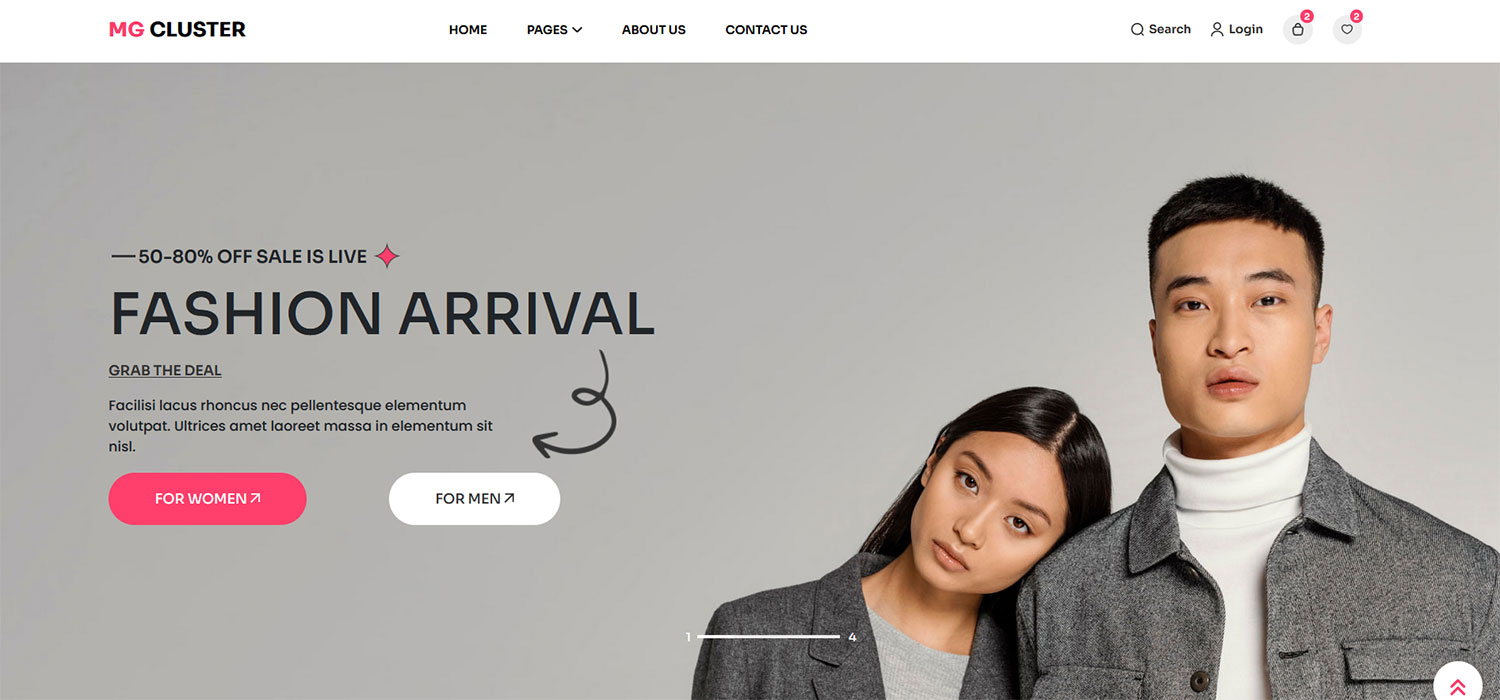 MG CLUSTER
HOME
PAGES
ABOUT US
CONTACT US
Search
Login
2
2
50-80% OFF SALE IS LIVE
FASHION ARRIVAL
GRAB THE DEAL
Facilisi lacus rhoncus nec pellentesque elementum
volutpat. Ultrices amet laoreet massa in elementum sit
nisl.
FOR WOMEN
FOR MEN
1
4